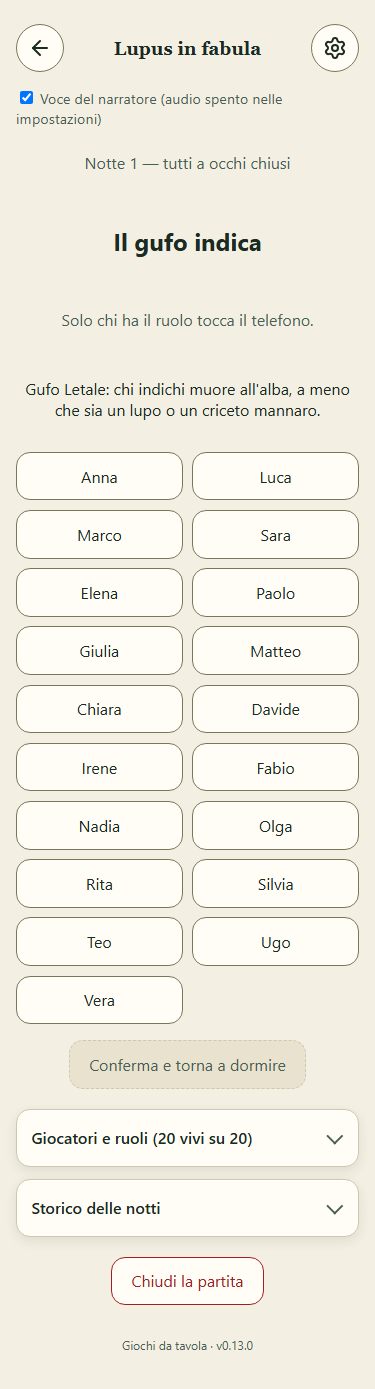 Lupus in fabula
Voce del narratore (audio spento nelle
impostazioni)
Notte 1 — tutti a occhi chiusi
Il gufo indica
Solo chi ha il ruolo tocca il telefono.
Gufo Letale: chi indichi muore all'alba, a meno
che sia un lupo o un criceto mannaro.
Anna
Luca
Marco
Sara
Elena
Paolo
Giulia
Matteo
Chiara
Davide
Irene
Fabio
Nadia
Olga
Rita
Silvia
Teo
Ugo
Vera
Conferma e torna a dormire
Giocatori e ruoli (20 vivi su 20)
Storico delle notti
Chiudi la partita
Giochi da tavola · v0.13.0